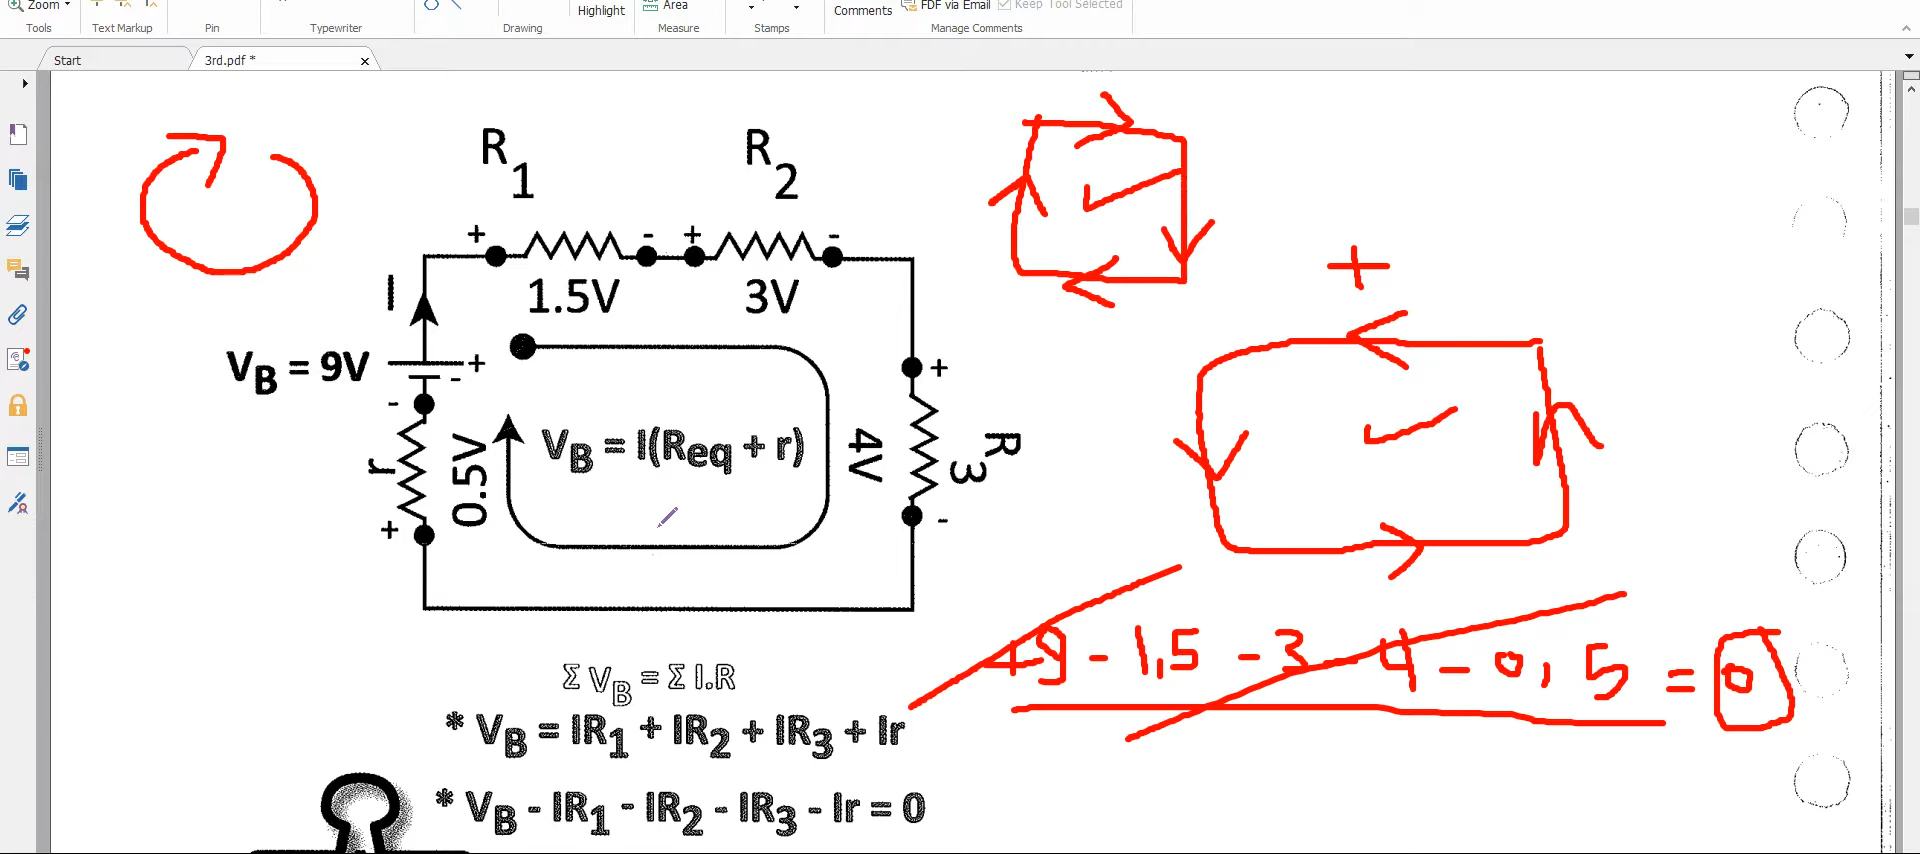 Zoom
Highlight
Area
Comments
PDF via Email
Keep Tool Selected
Tools
Text Markup
Pin
Typewriter
Drawing
Measure
Stamps
Manage Comments
Start
3rd.pdf *
R1
R2
+ - + -
1.5V
3V
I
+
VB = 9V
+
-
-
+
r
0.5V
VB = I(Req + r)
4V
R3
+
-
+9 - 1,5 - 3 - 4 - 0,5 = 0
Σ VB = Σ I.R
* VB = IR1 + IR2 + IR3 + Ir
* VB - IR1 - IR2 - IR3 - Ir = 0